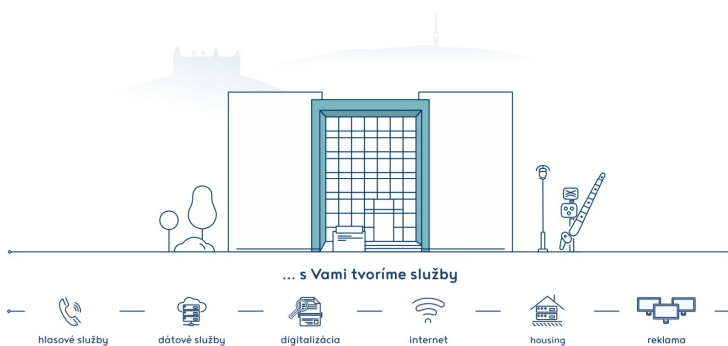 ... s Vami tvoríme služby
hlasové služby
dátové služby
digitalizácia
internet
housing
reklama